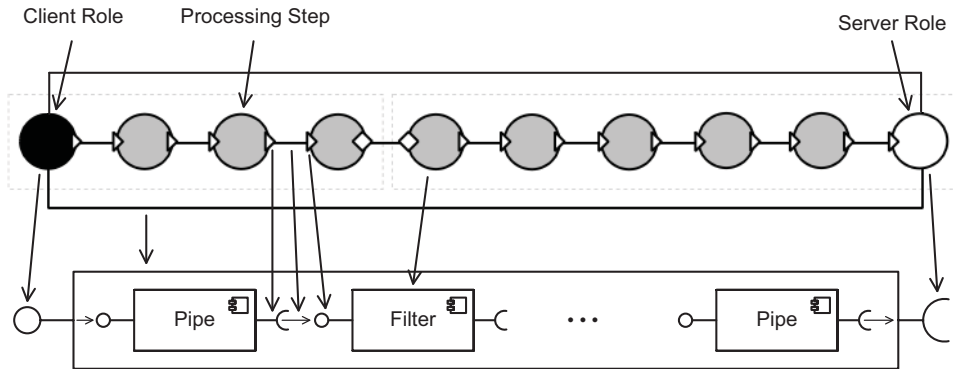 Client Role
Processing Step
Server Role
Pipe
Filter
...
Pipe